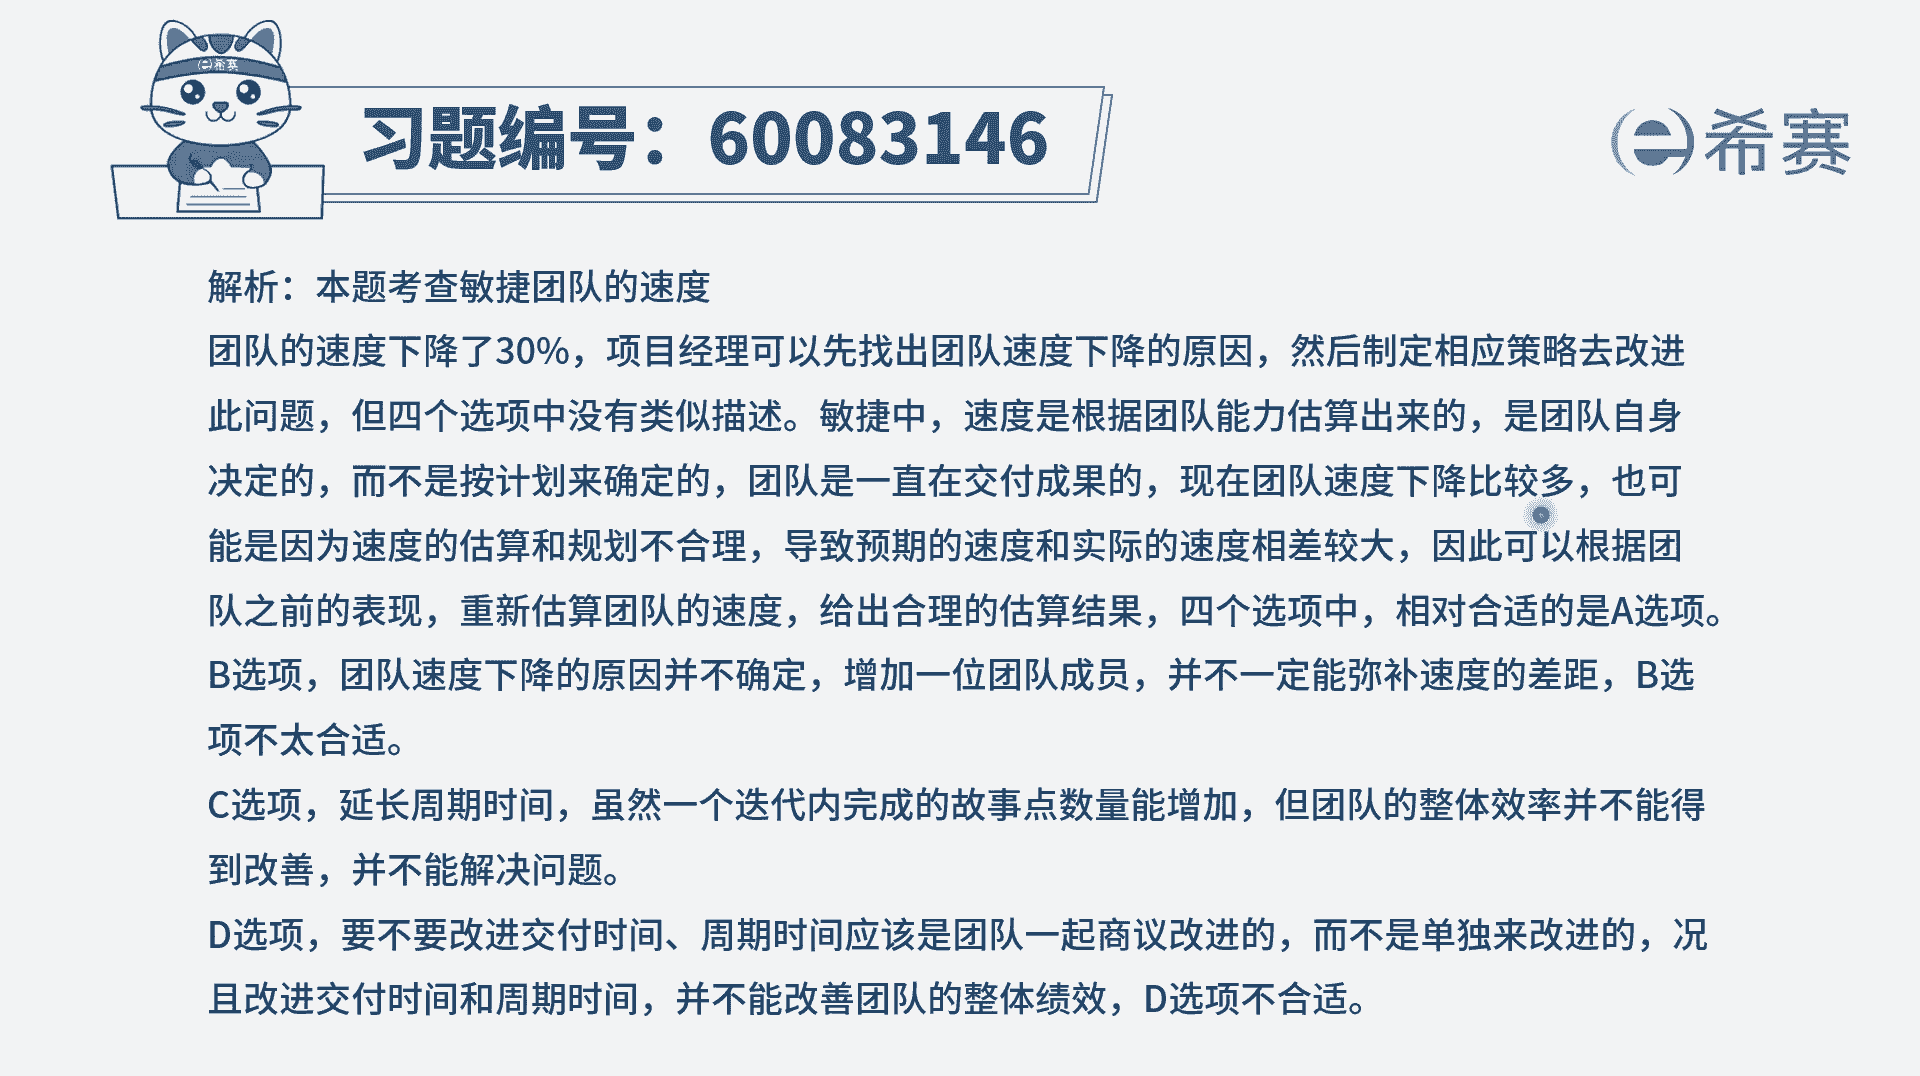 e希赛
习题编号：60083146
e希赛
解析：本题考查敏捷团队的速度
团队的速度下降了30%，项目经理可以先找出团队速度下降的原因，然后制定相应策略去改进
此问题，但四个选项中没有类似描述。敏捷中，速度是根据团队能力估算出来的，是团队自身
决定的，而不是按计划来确定的，团队是一直在交付成果的，现在团队速度下降比较多，也可
能是因为速度的估算和规划不合理，导致预期的速度和实际的速度相差较大，因此可以根据团
队之前的表现，重新估算团队的速度，给出合理的估算结果，四个选项中，相对合适的是A选项。
B选项，团队速度下降的原因并不确定，增加一位团队成员，并不一定能弥补速度的差距，B选
项不太合适。
C选项，延长周期时间，虽然一个迭代内完成的故事点数量能增加，但团队的整体效率并不能得
到改善，并不能解决问题。
D选项，要不要改进交付时间、周期时间应该是团队一起商议改进的，而不是单独来改进的，况
且改进交付时间和周期时间，并不能改善团队的整体绩效，D选项不合适。